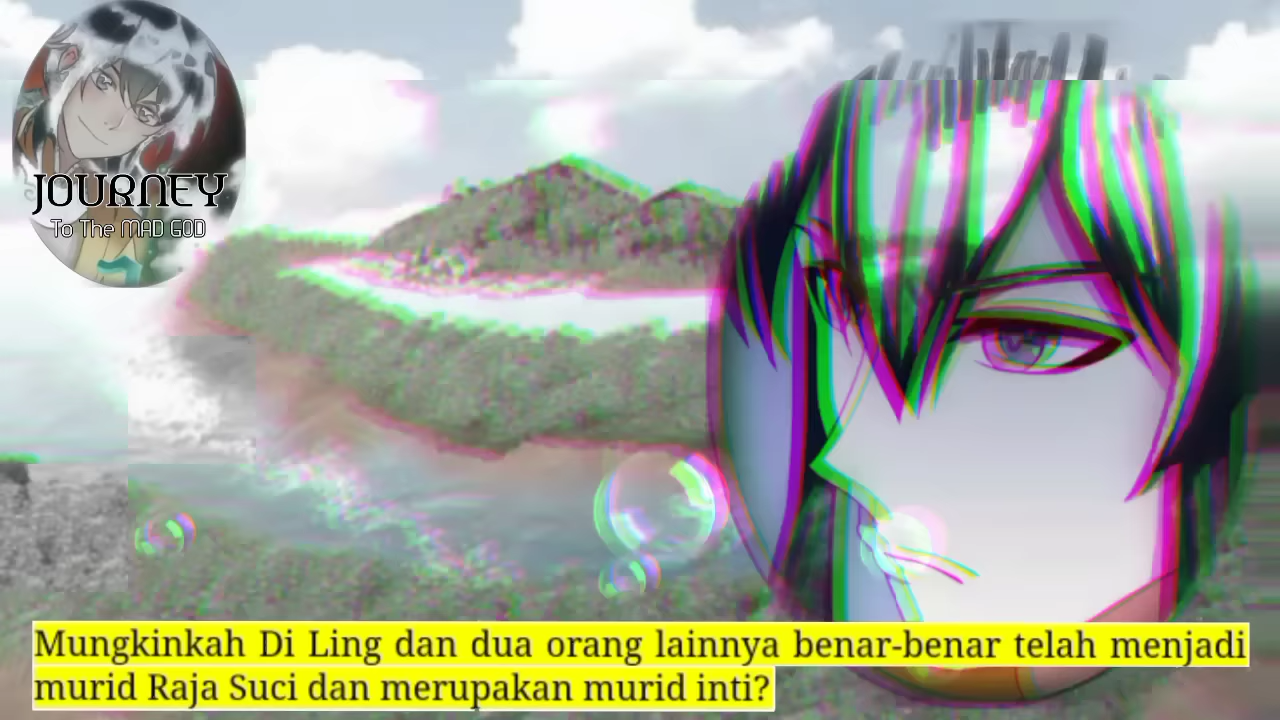 JOURNEY
To The MAD GOD
Mungkinkah Di Ling dan dua orang lainnya benar-benar telah menjadi
murid Raja Suci dan merupakan murid inti?